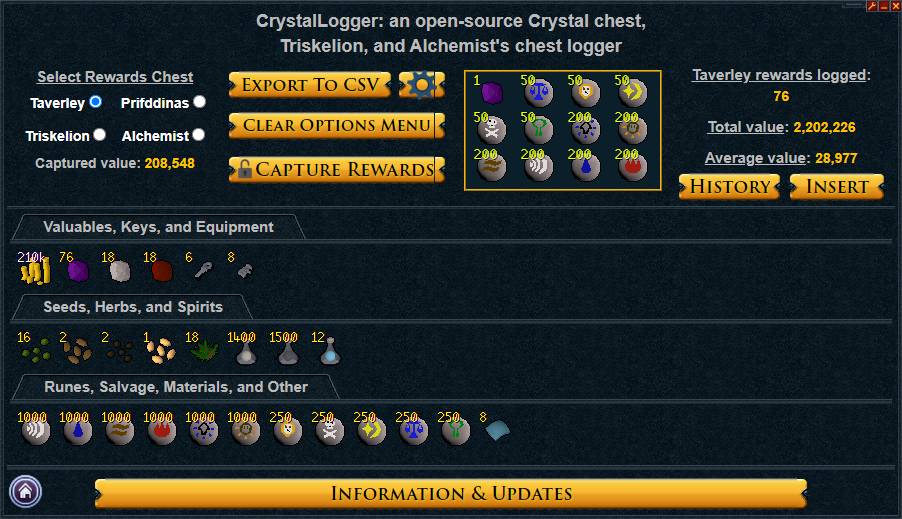 CrystalLogger: an open-source Crystal chest,
Triskelion, and Alchemist's chest logger
Select Rewards Chest
Taverley Prifddinas
Triskelion Alchemist
Captured value: 208,548
EXPORT TO CSV
CLEAR OPTIONS MENU
CAPTURE REWARDS
1 50 50 50
50 50 200 200
200 200 200 200
Taverley rewards logged:
76
Total value: 2,202,226
Average value: 28,977
HISTORY INSERT
Valuables, Keys, and Equipment
210k 76 18 18 6 8
Seeds, Herbs, and Spirits
16 2 2 1 18 1400 1500 12
Runes, Salvage, Materials, and Other
1000 1000 1000 1000 1000 1000 250 250 250 250 250 8
INFORMATION & UPDATES